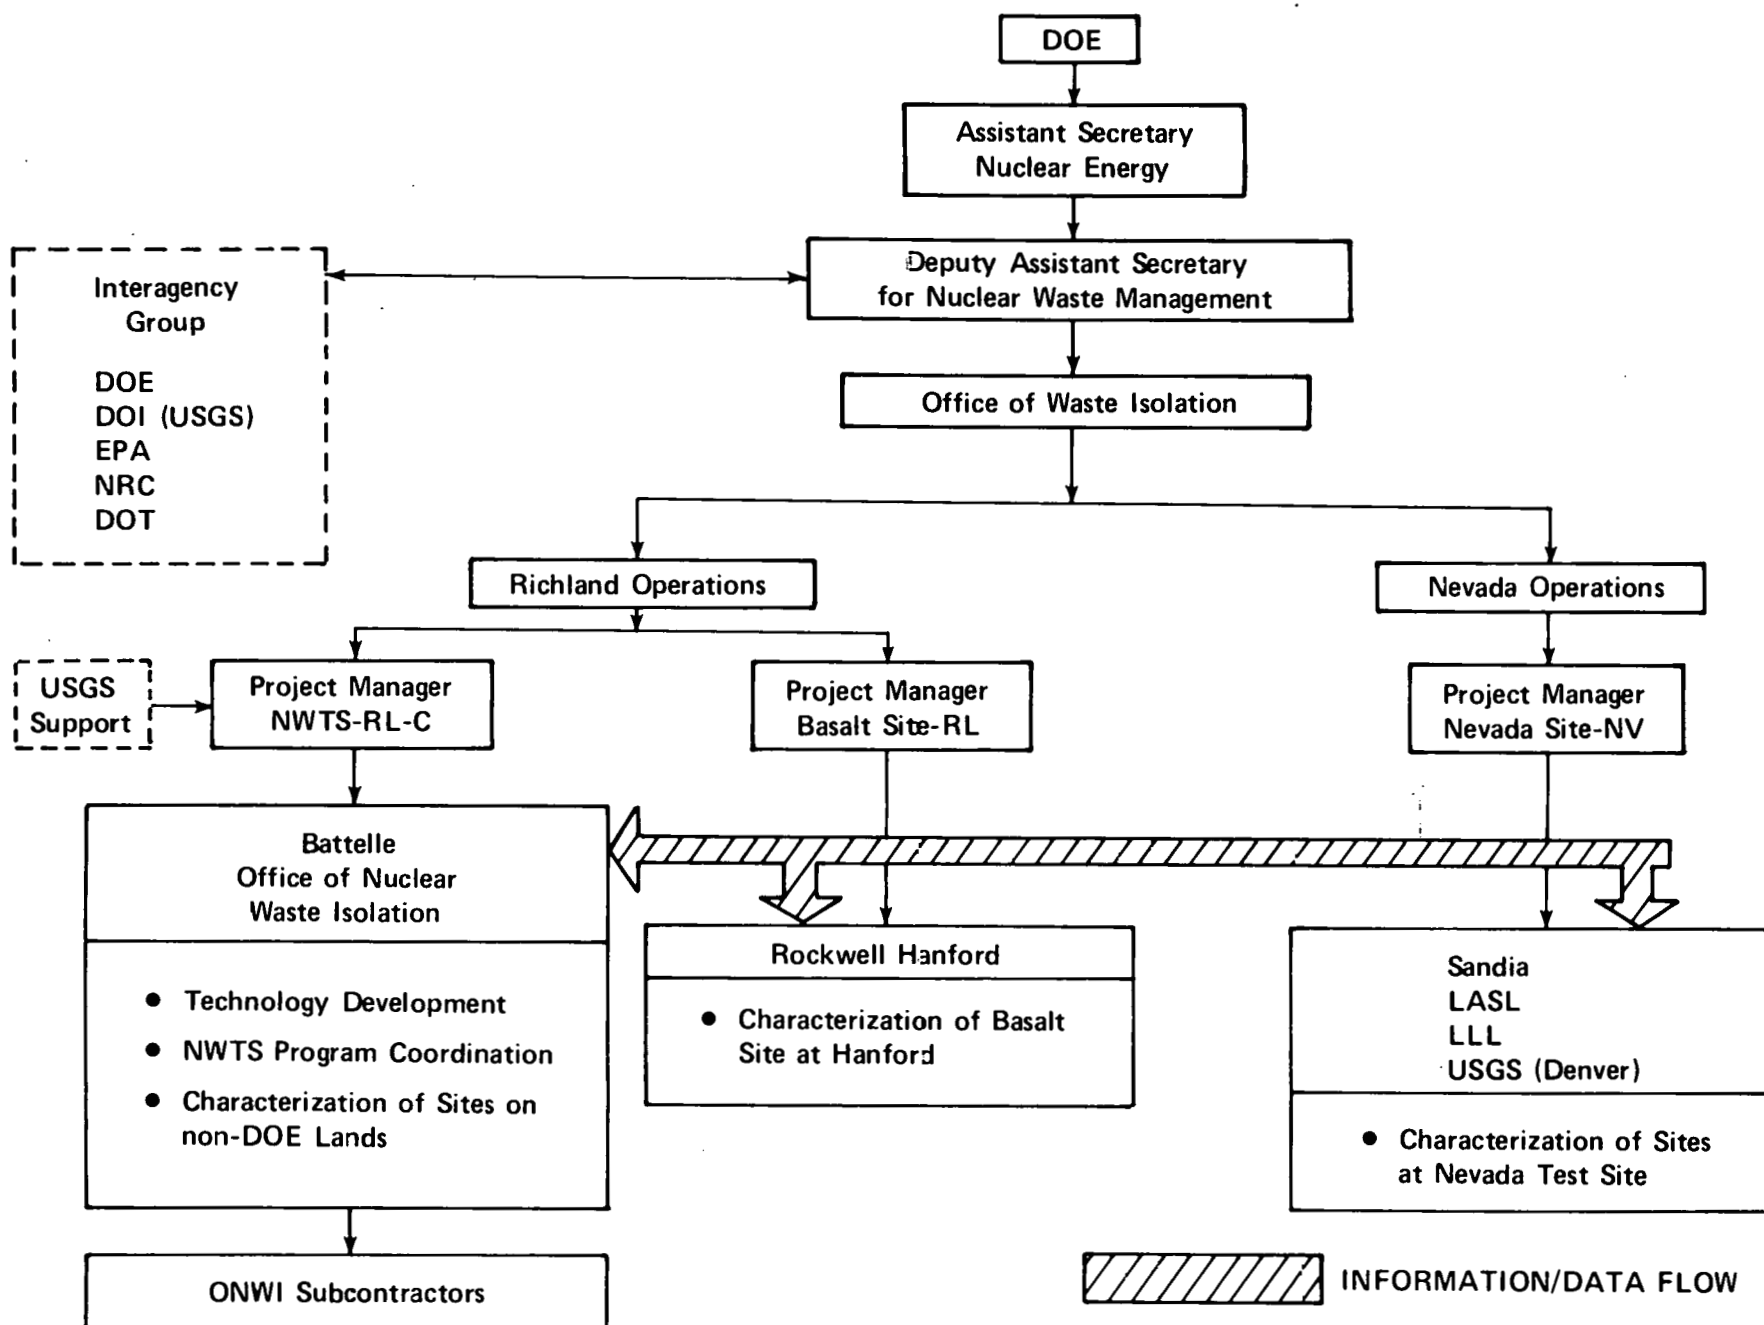 DOE
Assistant Secretary
Nuclear Energy
Deputy Assistant Secretary
for Nuclear Waste Management
Interagency
Group
DOE
DOI (USGS)
EPA
NRC
DOT
Office of Waste Isolation
Richland Operations
Nevada Operations
USGS
Support
Project Manager
NWTS-RL-C
Project Manager
Basalt Site-RL
Project Manager
Nevada Site-NV
Battelle
Office of Nuclear
Waste Isolation
● Technology Development
● NWTS Program Coordination
● Characterization of Sites on
non-DOE Lands
Rockwell Hanford
● Characterization of Basalt
Site at Hanford
Sandia
LASL
LLL
USGS (Denver)
● Characterization of Sites
at Nevada Test Site
ONWI Subcontractors
INFORMATION/DATA FLOW